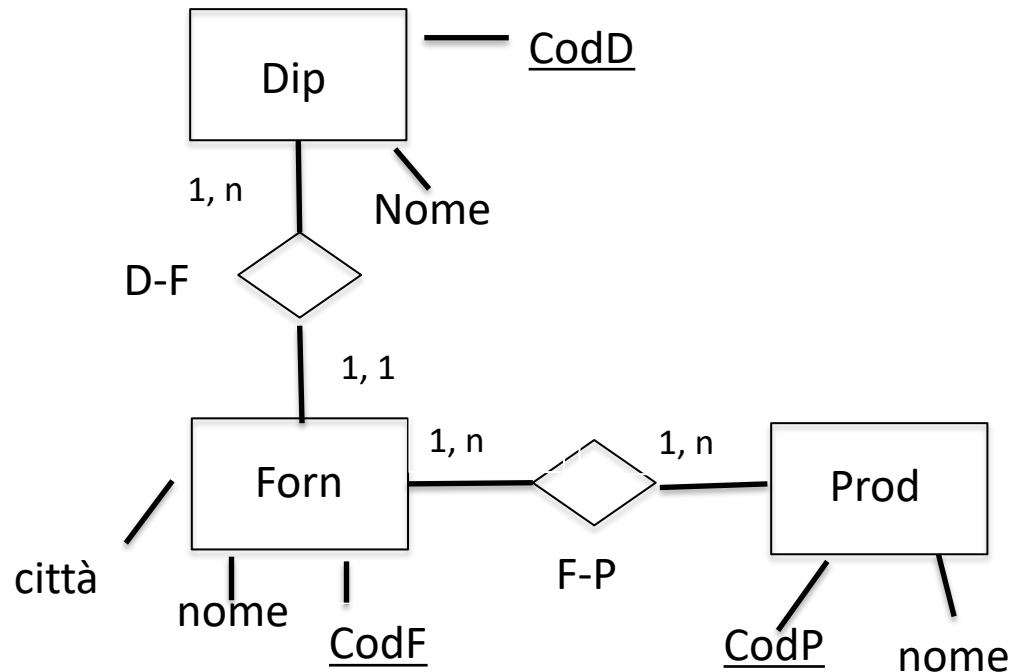 CodD
Dip
1, n
Nome
D-F
1, 1
1, n
1, n
Forn
Prod
F-P
città
nome
CodF
CodP
nome